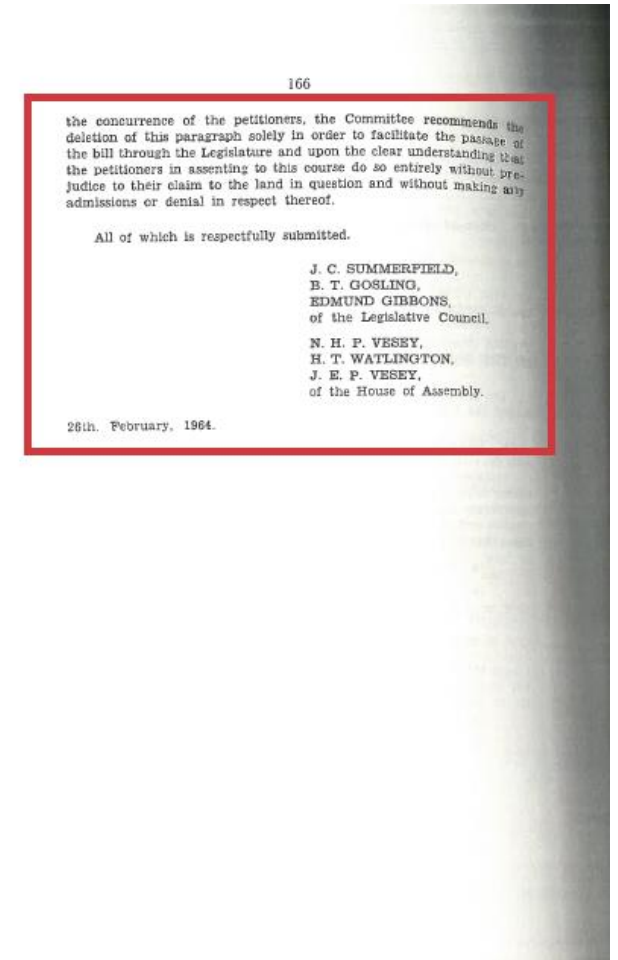 166
the concurrence of the petitioners, the Committee recommends the
deletion of this paragraph solely in order to facilitate the passage of
the bill through the Legislature and upon the clear understanding that
the petitioners in assenting to this course do so entirely without pre-
judice to their claim to the land in question and without making any
admissions or denial in respect thereof.
All of which is respectfully submitted.
J. C. SUMMERFIELD,
B. T. GOSLING,
EDMUND GIBBONS,
of the Legislative Council.
N. H. P. VESEY,
H. T. WATLINGTON,
J. E. P. VESEY,
of the House of Assembly.
26th. February, 1964.